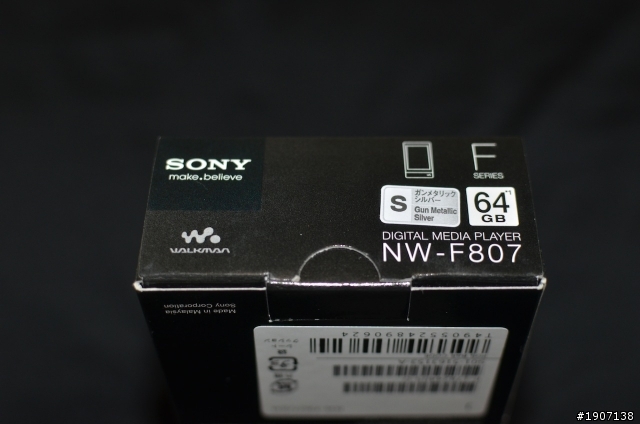 SONY
make.believe
WALKMAN
F
SERIES
S
ガンメタリック
シルバー
Gun Metallic
Silver
64
GB
*1
DIGITAL MEDIA PLAYER
NW-F807
Made in Malaysia
Sony Corporation
#1907138